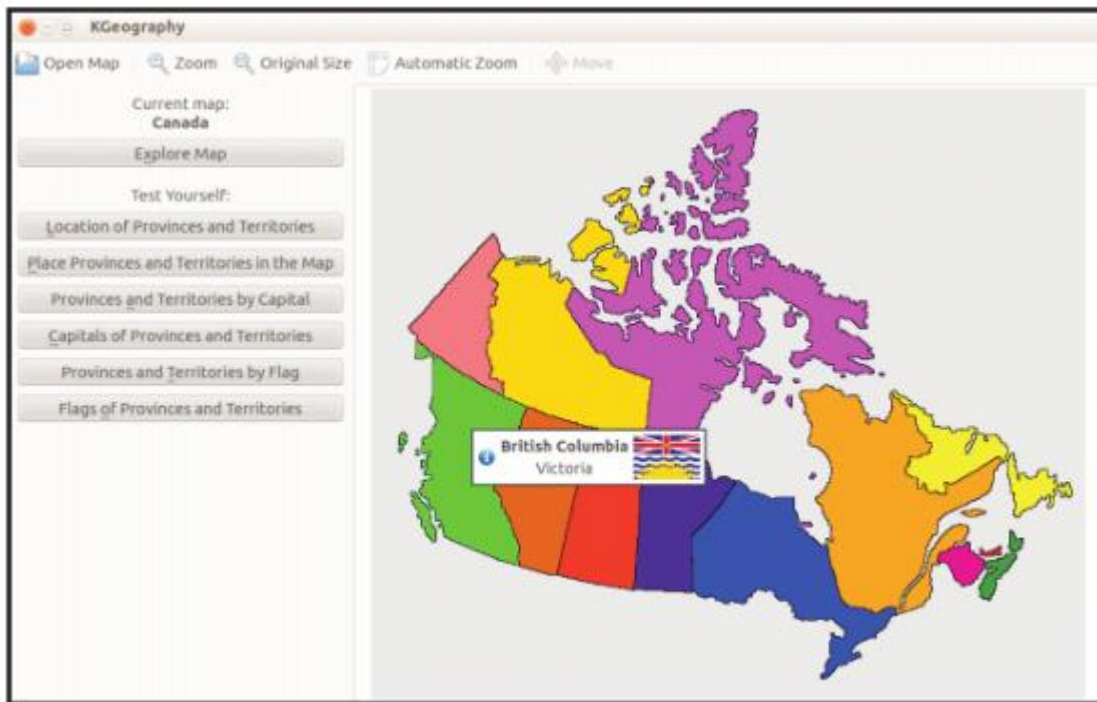 KGeography
Open Map Zoom Original Size Automatic Zoom Move
Current map:
Canada
Explore Map
Test Yourself:
Location of Provinces and Territories
Place Provinces and Territories in the Map
Provinces and Territories by Capital
Capitals of Provinces and Territories
Provinces and Territories by Flag
Flags of Provinces and Territories
British Columbia
Victoria